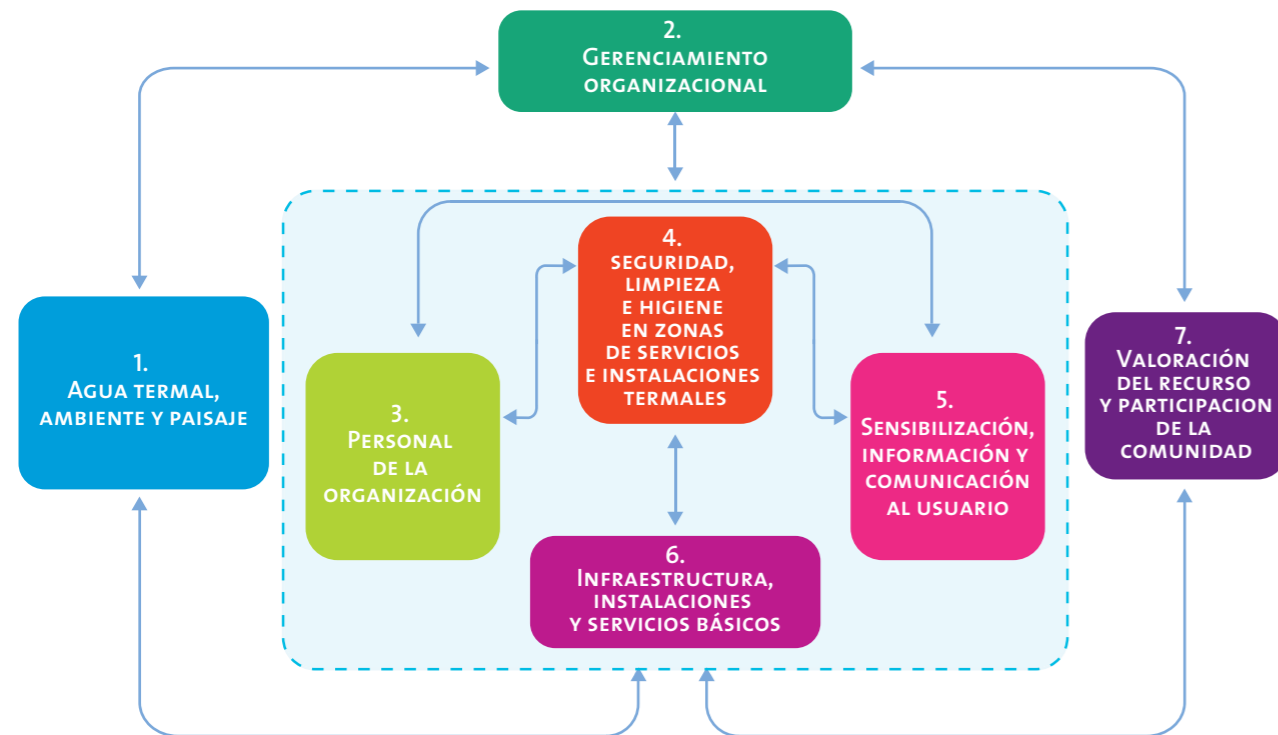 2.
Gerenciamiento
organizacional
1.
Agua termal,
ambiente y paisaje
3.
Personal
de la
organización
4.
seguridad,
limpieza
e higiene
en zonas
de servicios
e instalaciones
termales
5.
Sensibilización,
información y
comunicación
al usuario
6.
Infraestructura,
instalaciones
y servicios básicos
7.
Valoración
del recurso
y participacion
de la
comunidad